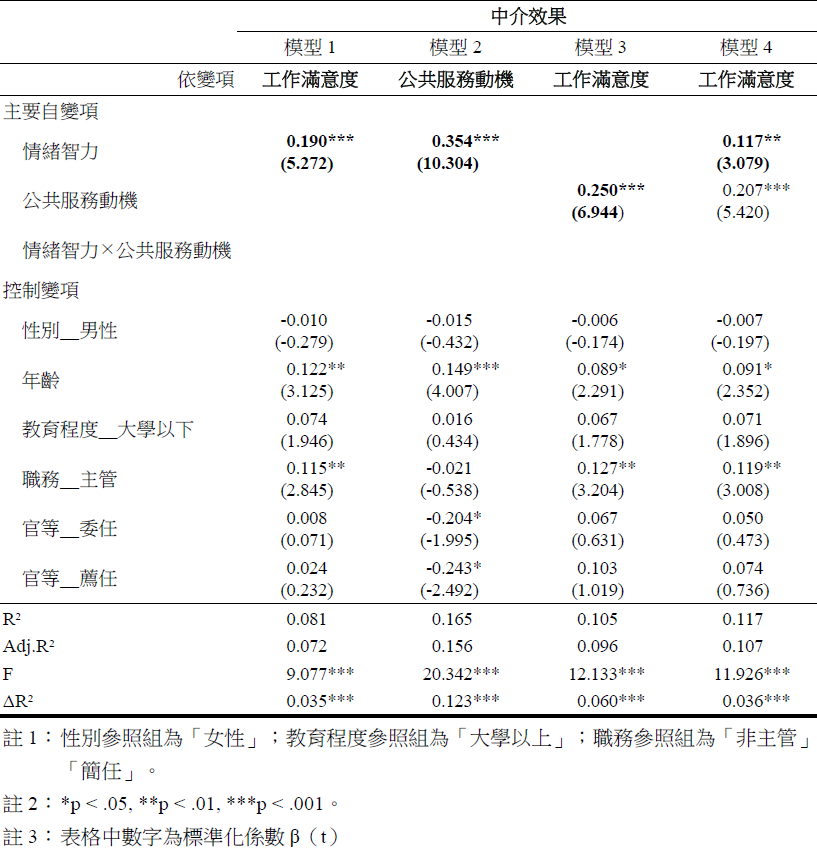 中介效果
模型 1 模型 2 模型 3 模型 4
依變項 工作滿意度 公共服務動機 工作滿意度 工作滿意度
主要自變項
情緒智力 0.190*** 0.354*** 0.117**
(5.272) (10.304) (3.079)
公共服務動機 0.250*** 0.207***
(6.944) (5.420)
情緒智力×公共服務動機
控制變項
性別__男性 -0.010 -0.015 -0.006 -0.007
(-0.279) (-0.432) (-0.174) (-0.197)
年齡 0.122** 0.149*** 0.089* 0.091*
(3.125) (4.007) (2.291) (2.352)
教育程度__大學以下 0.074 0.016 0.067 0.071
(1.946) (0.434) (1.778) (1.896)
職務__主管 0.115** -0.021 0.127** 0.119**
(2.845) (-0.538) (3.204) (3.008)
官等__委任 0.008 -0.204* 0.067 0.050
(0.071) (-1.995) (0.631) (0.473)
官等__薦任 0.024 -0.243* 0.103 0.074
(0.232) (-2.492) (1.019) (0.736)
R² 0.081 0.165 0.105 0.117
Adj.R² 0.072 0.156 0.096 0.107
F 9.077*** 20.342*** 12.133*** 11.926***
ΔR² 0.035*** 0.123*** 0.060*** 0.036***
註 1：性別參照組為「女性」；教育程度參照組為「大學以上」；職務參照組為「非主管」
「簡任」。
註 2：*p < .05, **p < .01, ***p < .001。
註 3：表格中數字為標準化係數 β（t）